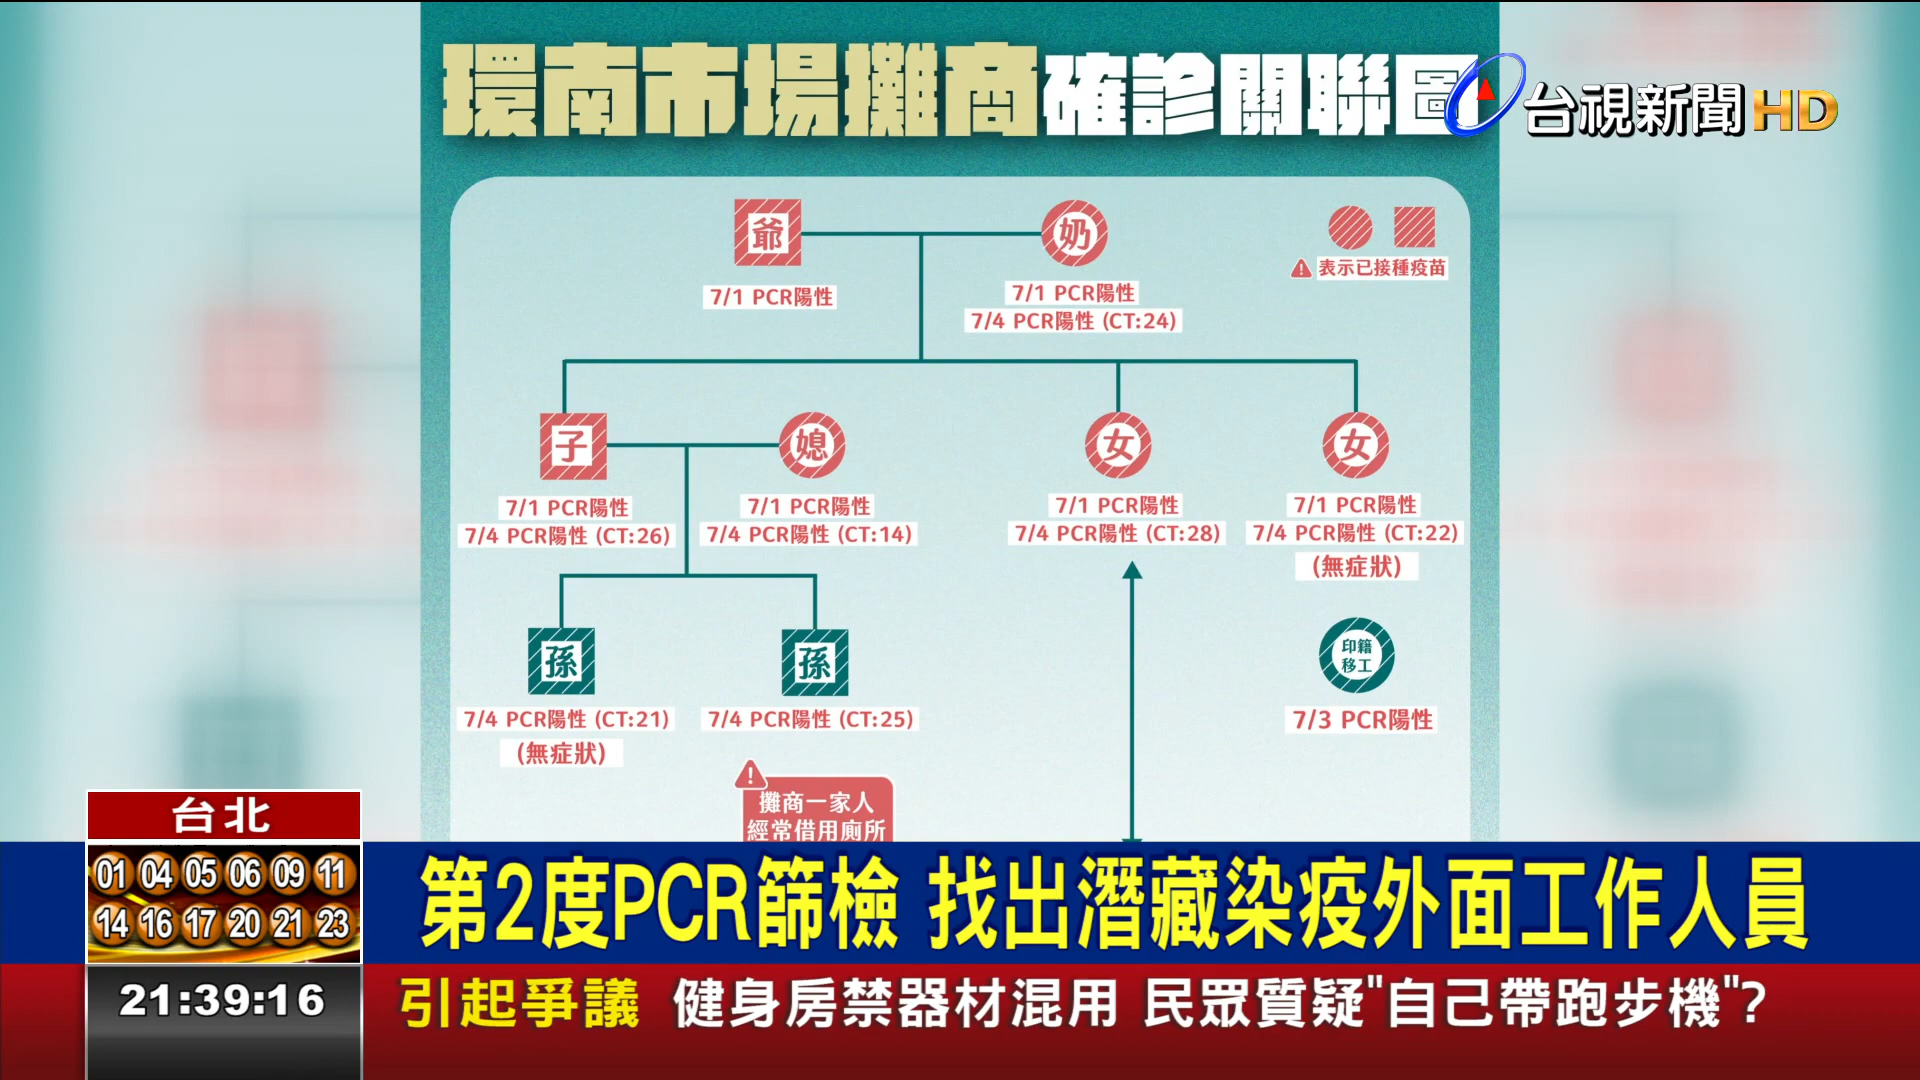 環南市場攤商確診關聯圖
台視新聞HD
爺
奶
表示已接種疫苗
7/1 PCR陽性
7/1 PCR陽性
7/4 PCR陽性 (CT:24)
子
媳
女
女
7/1 PCR陽性
7/4 PCR陽性 (CT:26)
7/1 PCR陽性
7/4 PCR陽性 (CT:14)
7/1 PCR陽性
7/4 PCR陽性 (CT:28)
7/1 PCR陽性
7/4 PCR陽性 (CT:22)
(無症狀)
孫
孫
印籍
移工
7/4 PCR陽性 (CT:21)
(無症狀)
7/4 PCR陽性 (CT:25)
7/3 PCR陽性
攤商一家人
經常借用廁所
台北
01 04 05 06 09 11
14 16 17 20 21 23
第2度PCR篩檢 找出潛藏染疫外面工作人員
21:39:16
引起爭議 健身房禁器材混用 民眾質疑"自己帶跑步機"?